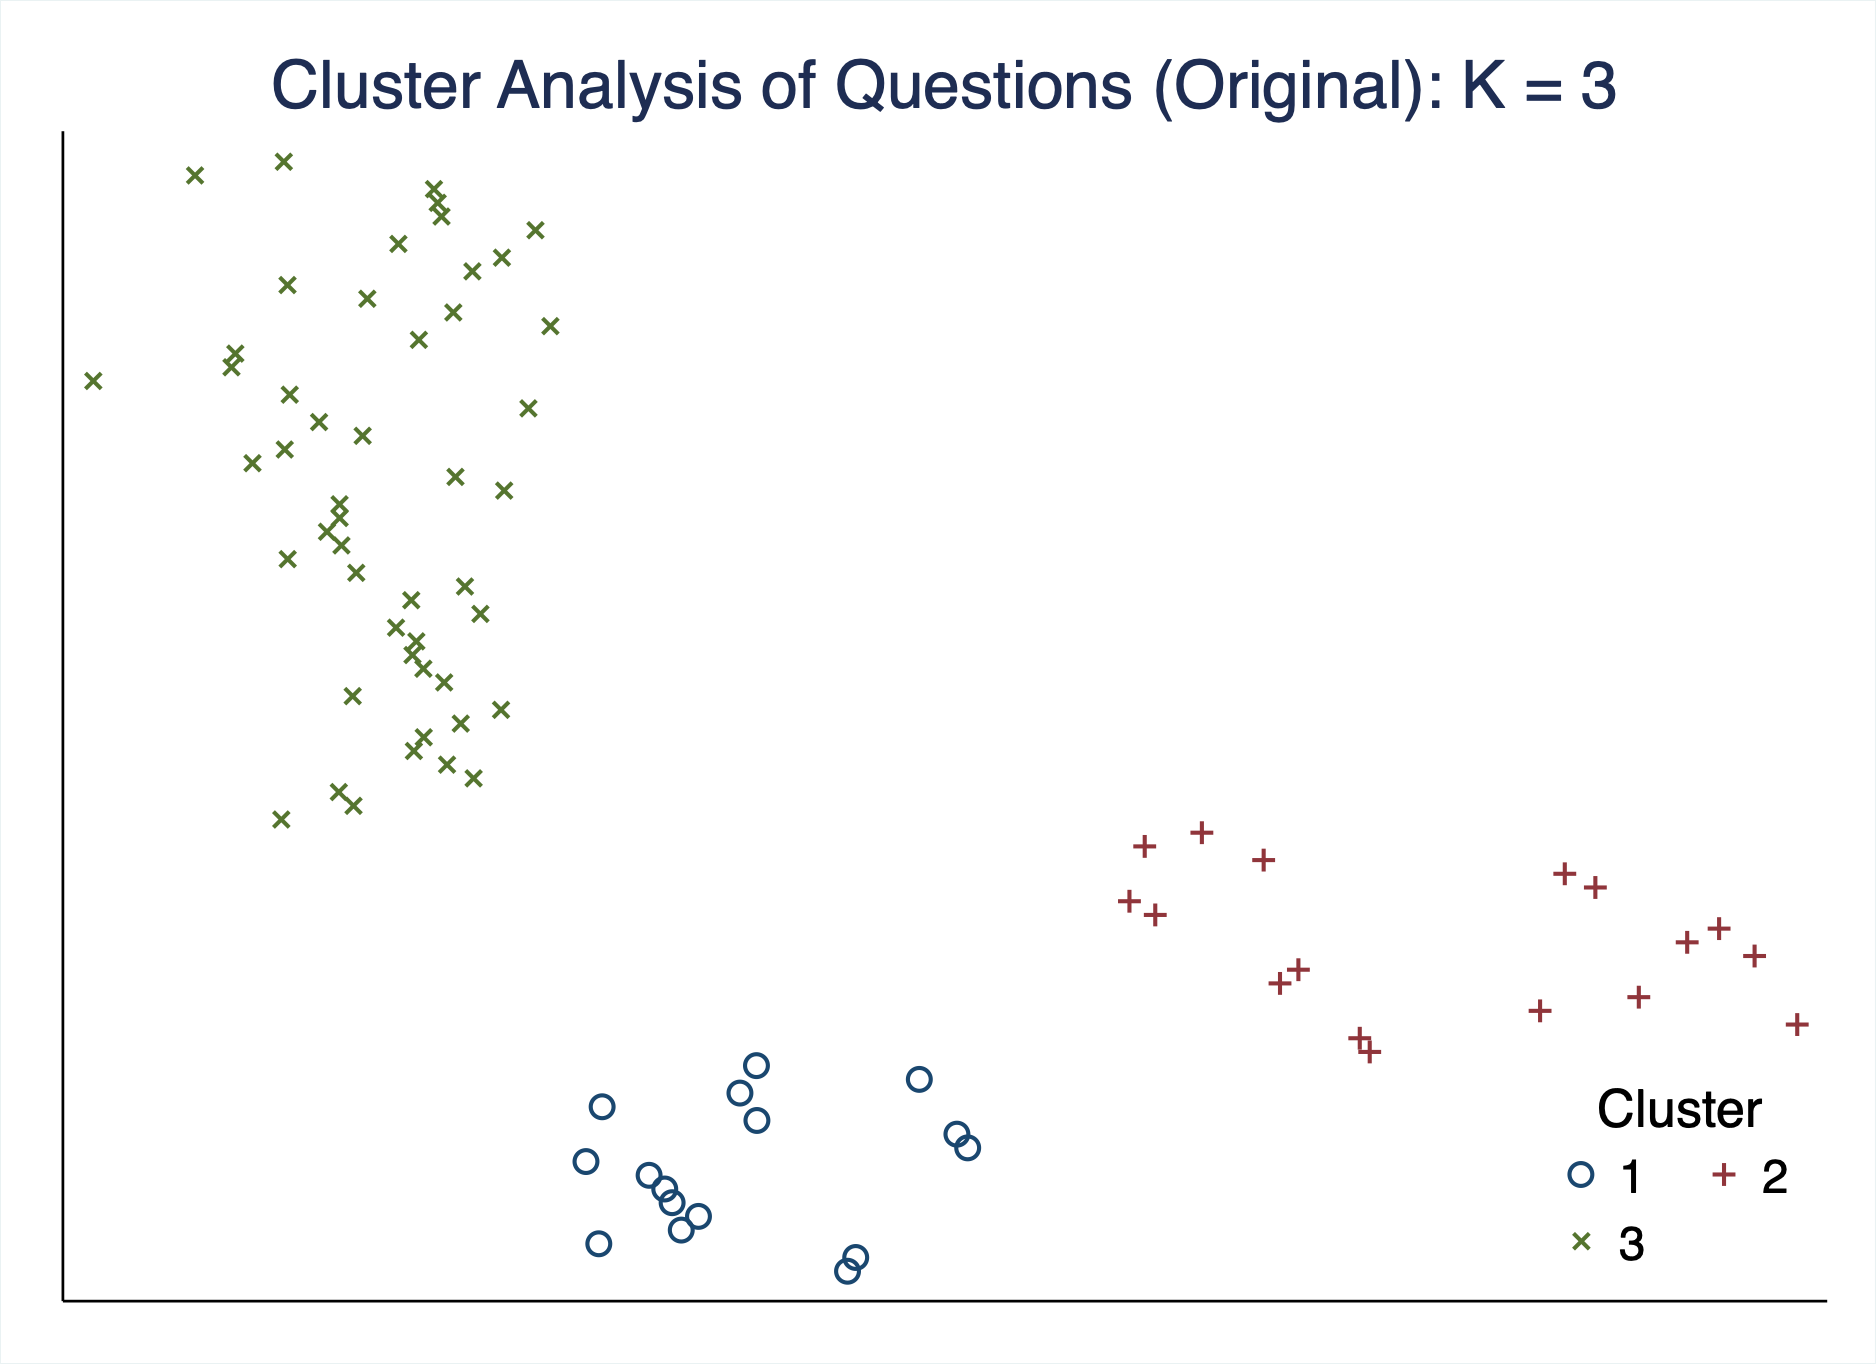 Cluster Analysis of Questions (Original): K = 3
Cluster
1 2
3